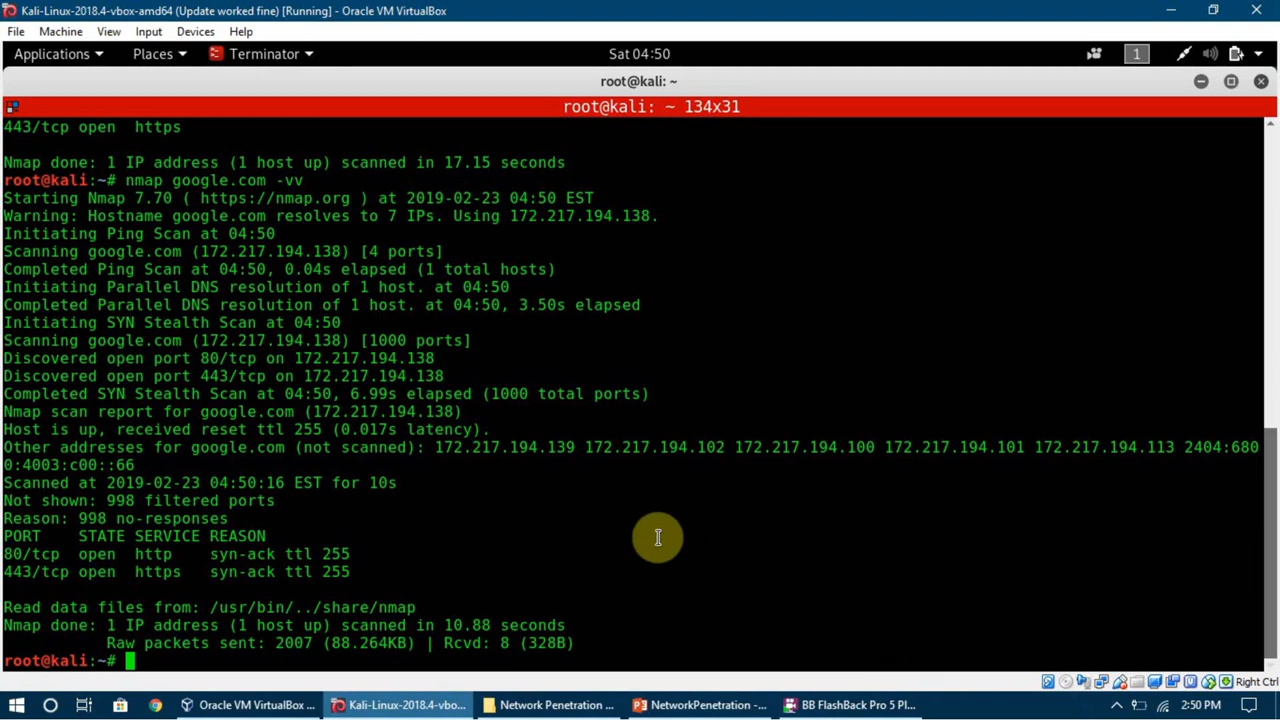 Kali-Linux-2018.4-vbox-amd64 (Update worked fine) [Running] - Oracle VM VirtualBox
File Machine View Input Devices Help
Applications Places Terminator Sat 04:50 1
root@kali: ~
root@kali: ~ 134x31
443/tcp open  https
Nmap done: 1 IP address (1 host up) scanned in 17.15 seconds
root@kali:~# nmap google.com -vv
Starting Nmap 7.70 ( https://nmap.org ) at 2019-02-23 04:50 EST
Warning: Hostname google.com resolves to 7 IPs. Using 172.217.194.138.
Initiating Ping Scan at 04:50
Scanning google.com (172.217.194.138) [4 ports]
Completed Ping Scan at 04:50, 0.04s elapsed (1 total hosts)
Initiating Parallel DNS resolution of 1 host. at 04:50
Completed Parallel DNS resolution of 1 host. at 04:50, 3.50s elapsed
Initiating SYN Stealth Scan at 04:50
Scanning google.com (172.217.194.138) [1000 ports]
Discovered open port 80/tcp on 172.217.194.138
Discovered open port 443/tcp on 172.217.194.138
Completed SYN Stealth Scan at 04:50, 6.99s elapsed (1000 total ports)
Nmap scan report for google.com (172.217.194.138)
Host is up, received reset ttl 255 (0.017s latency).
Other addresses for google.com (not scanned): 172.217.194.139 172.217.194.102 172.217.194.100 172.217.194.101 172.217.194.113 2404:680
0:4003:c00::66
Scanned at 2019-02-23 04:50:16 EST for 10s
Not shown: 998 filtered ports
Reason: 998 no-responses
PORT    STATE SERVICE REASON
80/tcp  open  http    syn-ack ttl 255
443/tcp open  https   syn-ack ttl 255
Read data files from: /usr/bin/../share/nmap
Nmap done: 1 IP address (1 host up) scanned in 10.88 seconds
Raw packets sent: 2007 (88.264KB) | Rcvd: 8 (328B)
root@kali:~#
Right Ctrl
Oracle VM VirtualBox ... Kali-Linux-2018.4-vbo... Network Penetration ... NetworkPenetration -... BB FlashBack Pro 5 Pl... 2:50 PM